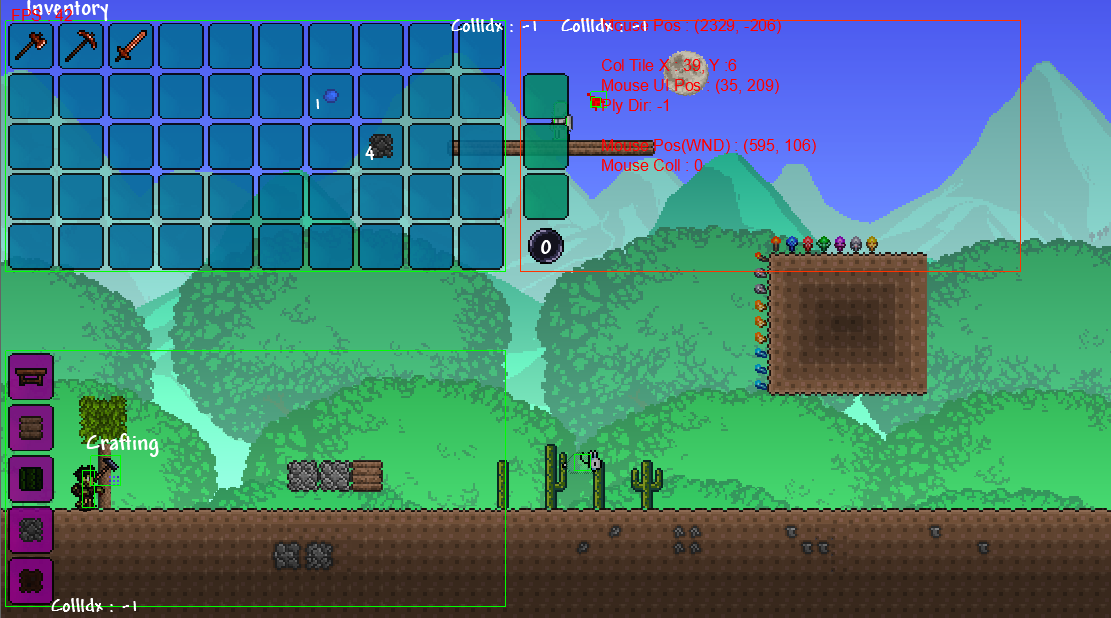 Inventory
FPS : 42
CollIdx : -1 CollIdx : -1
Mouse Pos : (2329, -206)
Col Tile X : 39, Y :6
Mouse UI Pos : (35, 209)
Ply Dir: -1
1
4
Mouse Pos(WND) : (595, 106)
Mouse Coll : 0
0
Crafting
CollIdx : -1